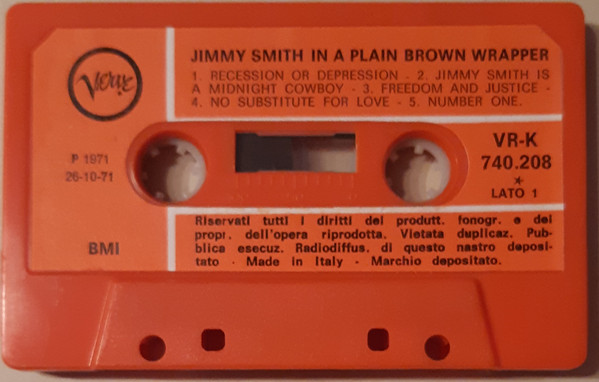 Verve
JIMMY SMITH IN A PLAIN BROWN WRAPPER
1. RECESSION OR DEPRESSION - 2. JIMMY SMITH IS
A MIDNIGHT COWBOY - 3. FREEDOM AND JUSTICE -
4. NO SUBSTITUTE FOR LOVE - 5. NUMBER ONE.
P 1971
26-10-71
VR-K
740.208
*
LATO 1
BMI
Riservati tutti i diritti dei produtt. fonogr. e dei
propr. dell'opera riprodotta. Vietata duplicaz. Pub-
blica esecuz. Radiodiffus. di questo nastro deposi-
tato - Made in Italy - Marchio depositato.